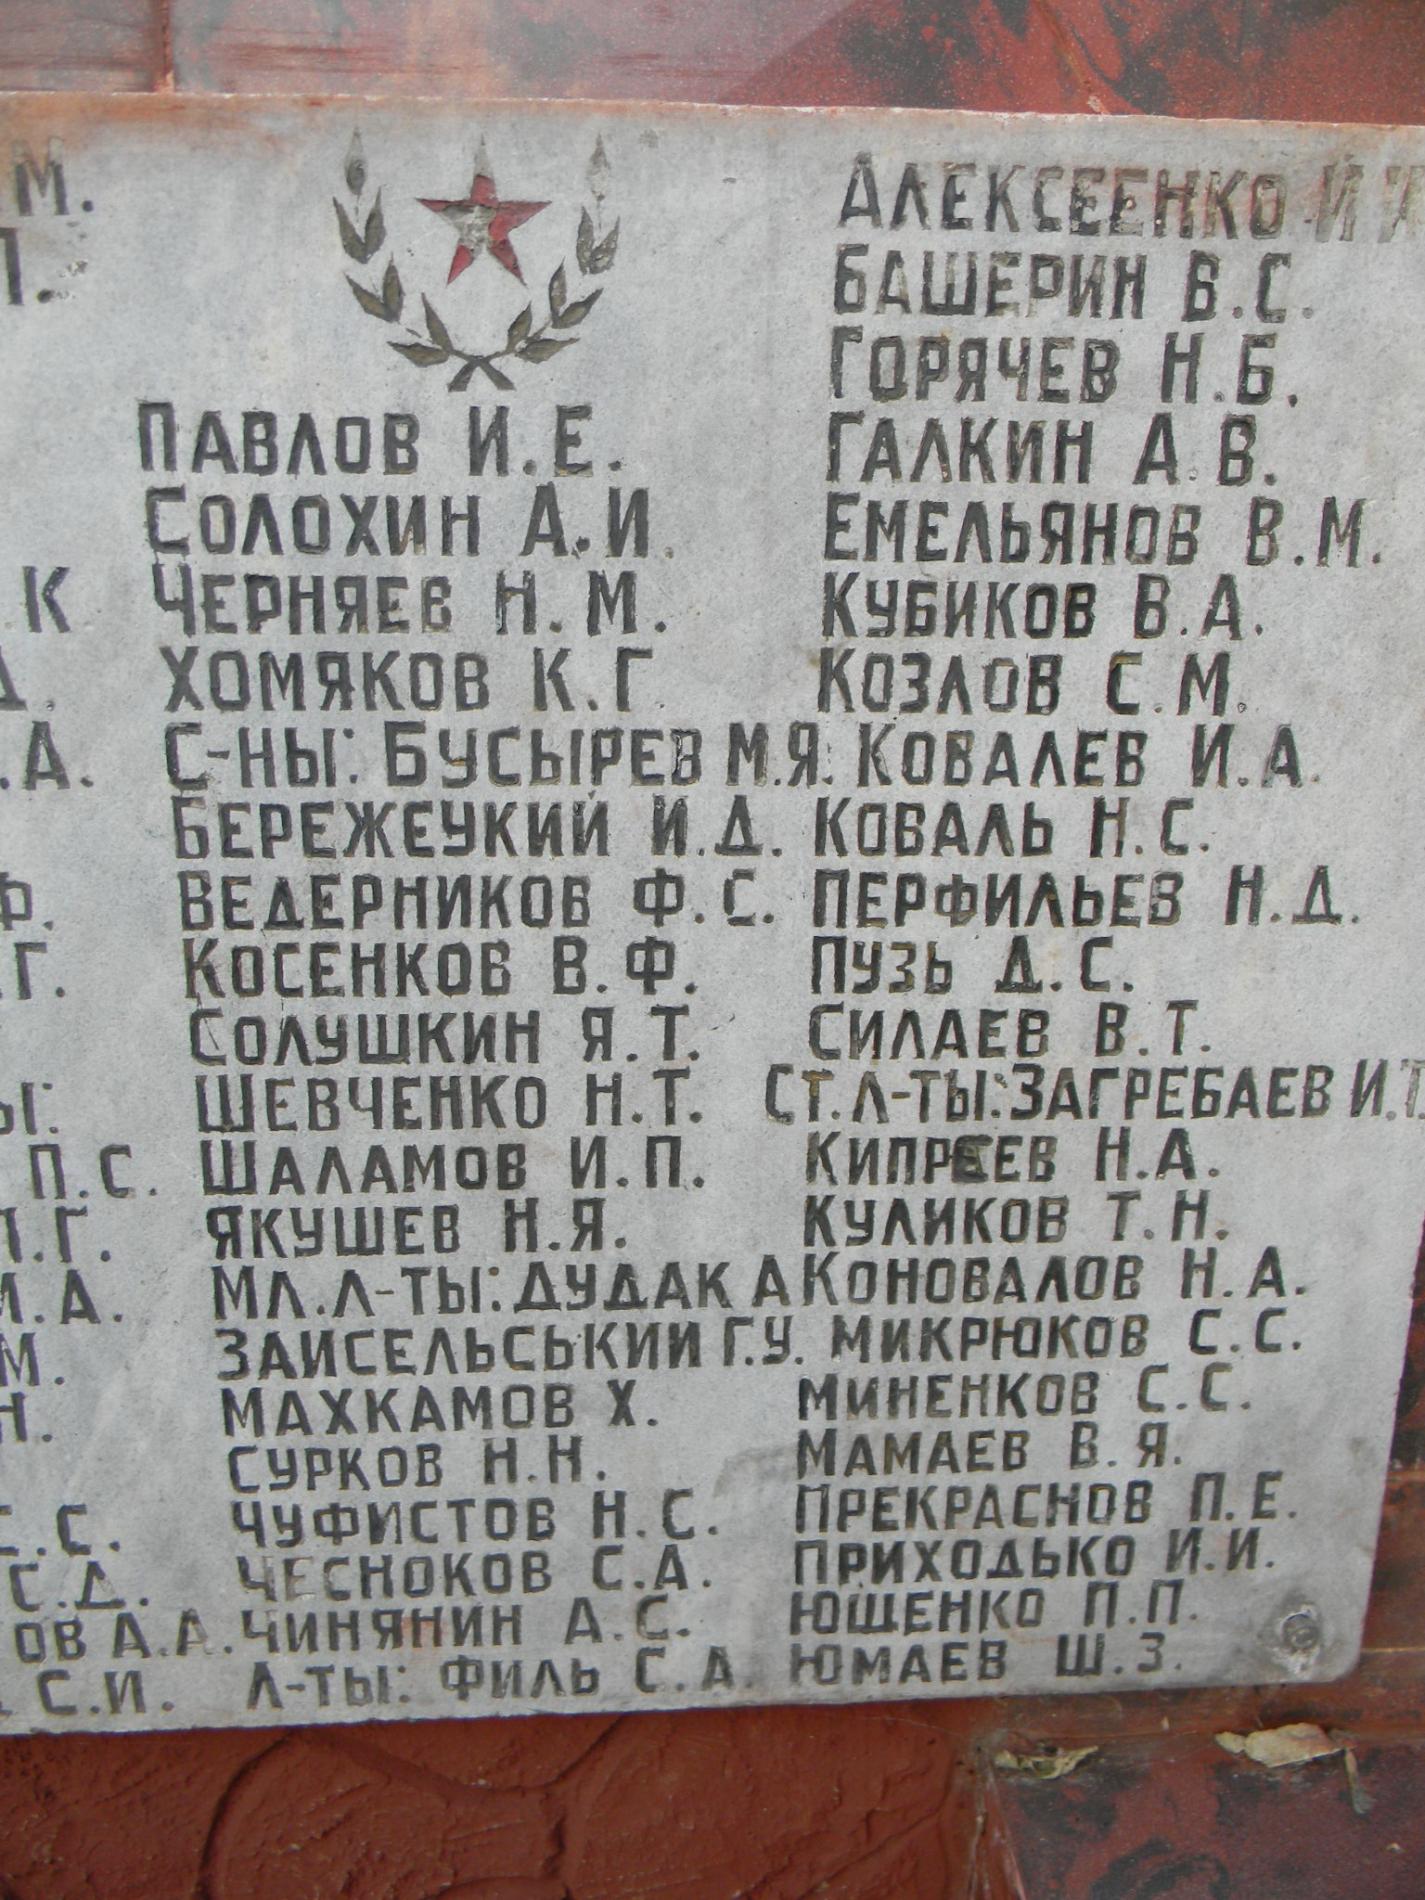 М.
П.
К
Д.
.А.
Ф.
.Г.
Ы:
П.С.
П.Г.
М.А.
М.
Н.
С.С.
С.Д.
ОВ А.А.
С.И.
ПАВЛОВ И.Е.
СОЛОХИН А.И.
ЧЕРНЯЕВ Н.М.
ХОМЯКОВ К.Г
С-НЫ: БУСЫРЕВ М.Я.
БЕРЕЖЕУКИЙ И.Д.
ВЕДЕРНИКОВ Ф.С.
КОСЕНКОВ В.Ф.
СОЛУШКИН Я.Т.
ШЕВЧЕНКО Н.Т.
ШАЛАМОВ И.П.
ЯКУШЕВ Н.Я.
МЛ.Л-ТЫ: ДУДАК А
ЗАИСЕЛЬСЬКИЙ Г.У.
МАХКАМОВ Х.
СУРКОВ Н.Н.
ЧУФИСТОВ Н.С.
ЧЕСНОКОВ С.А.
ЧИНЯНИН А.С.
Л-ТЫ: ФИЛЬ С.А.
АЛЕКСЕЕНКО И
БАШЕРИН В.С.
ГОРЯЧЕВ Н.Б.
ГАЛКИН А.В.
ЕМЕЛЬЯНОВ В.М.
КУБИКОВ В.А.
КОЗЛОВ С.М.
КОВАЛЕВ И.А.
КОВАЛЬ Н.С.
ПЕРФИЛЬЕВ Н.Д.
ПУЗЬ Д.С.
СИЛАЕВ В.Т.
СТ.Л-ТЫ: ЗАГРЕБАЕВ И.Т.
КИПРЕЕВ Н.А.
КУЛИКОВ Т.Н.
КОНОВАЛОВ Н.А.
МИКРЮКОВ С.С.
МИНЕНКОВ С.С.
МАМАЕВ В.Я.
ПРЕКРАСНОВ П.Е.
ПРИХОДЬКО И.И.
ЮЩЕНКО П.П.
ЮМАЕВ Ш.З.